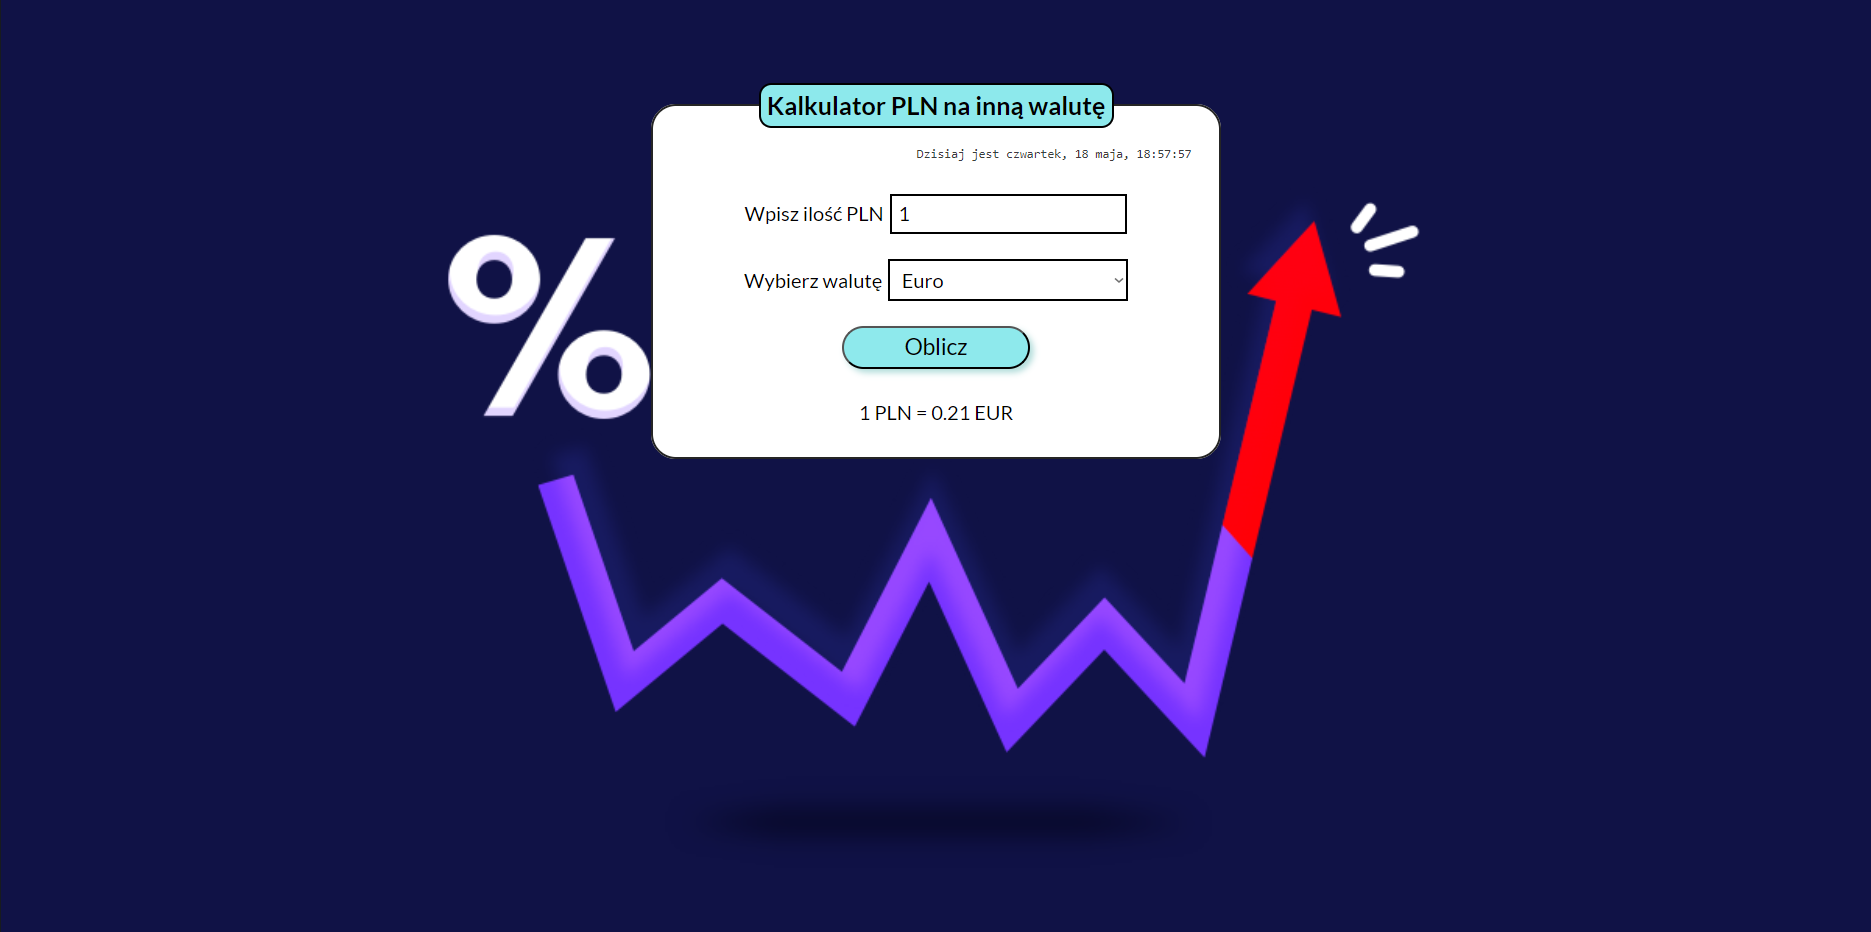 Kalkulator PLN na inną walutę
Dzisiaj jest czwartek, 18 maja, 18:57:57
Wpisz ilość PLN 1
Wybierz walutę Euro
Oblicz
1 PLN = 0.21 EUR
%